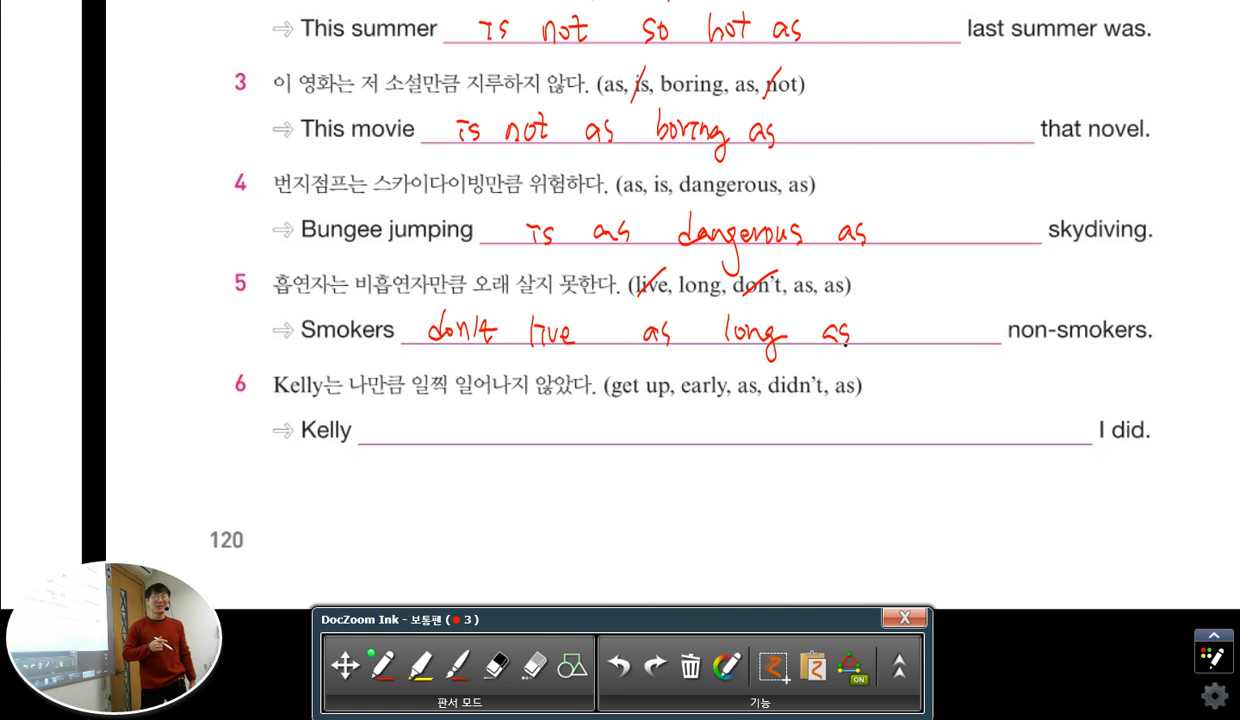 ⇨ This summer is not so hot as last summer was.
3 이 영화는 저 소설만큼 지루하지 않다. (as, is, boring, as, not)
⇨ This movie is not as boring as that novel.
4 번지점프는 스카이다이빙만큼 위험하다. (as, is, dangerous, as)
⇨ Bungee jumping is as dangerous as skydiving.
5 흡연자는 비흡연자만큼 오래 살지 못한다. (live, long, don't, as, as)
⇨ Smokers don't live as long as non-smokers.
6 Kelly는 나만큼 일찍 일어나지 않았다. (get up, early, as, didn't, as)
⇨ Kelly I did.
120
DocZoom Ink - 보통펜 ( 3 )
X
ON
판서 모드 기능